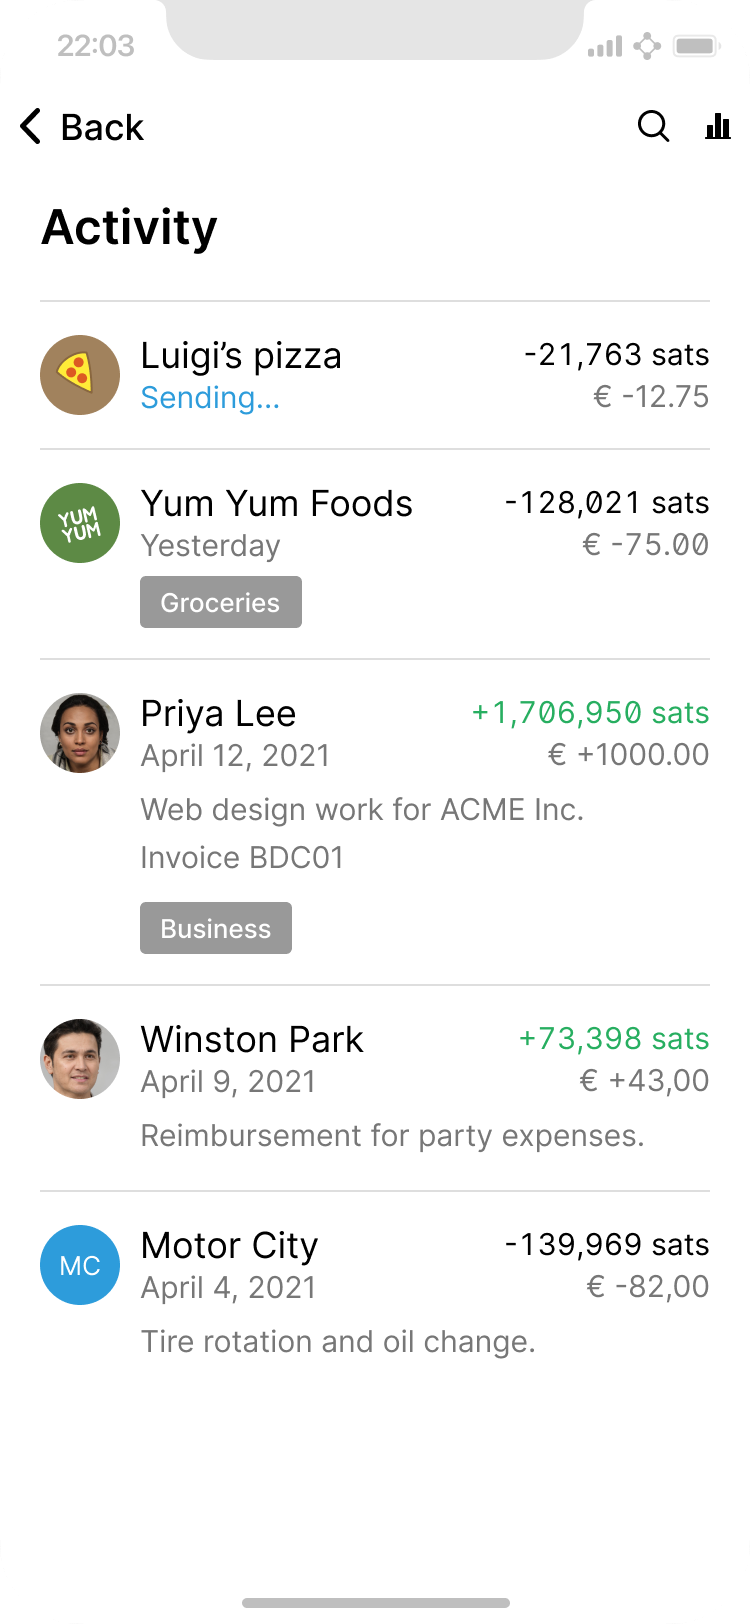 22:03
Back
Activity
Luigi’s pizza
-21,763 sats
Sending...
€ -12.75
YUM
YUM
Yum Yum Foods
-128,021 sats
Yesterday
€ -75.00
Groceries
Priya Lee
+1,706,950 sats
April 12, 2021
€ +1000.00
Web design work for ACME Inc.
Invoice BDC01
Business
Winston Park
+73,398 sats
April 9, 2021
€ +43,00
Reimbursement for party expenses.
MC
Motor City
-139,969 sats
April 4, 2021
€ -82,00
Tire rotation and oil change.